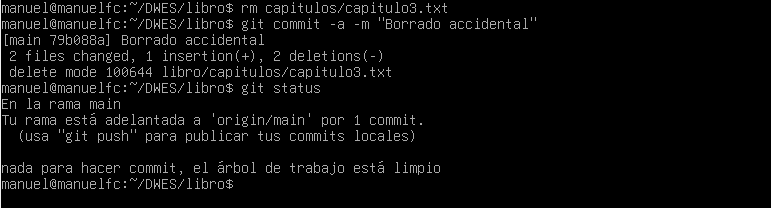 manuel@manuelfc:~/DWES/libro$ rm capitulos/capitulo3.txt
manuel@manuelfc:~/DWES/libro$ git commit -a -m "Borrado accidental"
[main 79b088a] Borrado accidental
 2 files changed, 1 insertion(+), 2 deletions(-)
 delete mode 100644 libro/capitulos/capitulo3.txt
manuel@manuelfc:~/DWES/libro$ git status
En la rama main
Tu rama está adelantada a 'origin/main' por 1 commit.
  (usa "git push" para publicar tus commits locales)

nada para hacer commit, el árbol de trabajo está limpio
manuel@manuelfc:~/DWES/libro$